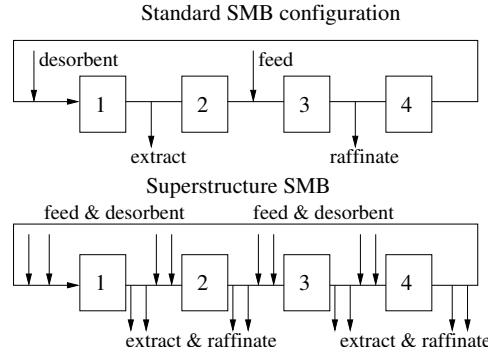 Standard SMB configuration
desorbent
feed
1
2
3
4
extract
raffinate
Superstructure SMB
feed & desorbent
feed & desorbent
1
2
3
4
extract & raffinate
extract & raffinate